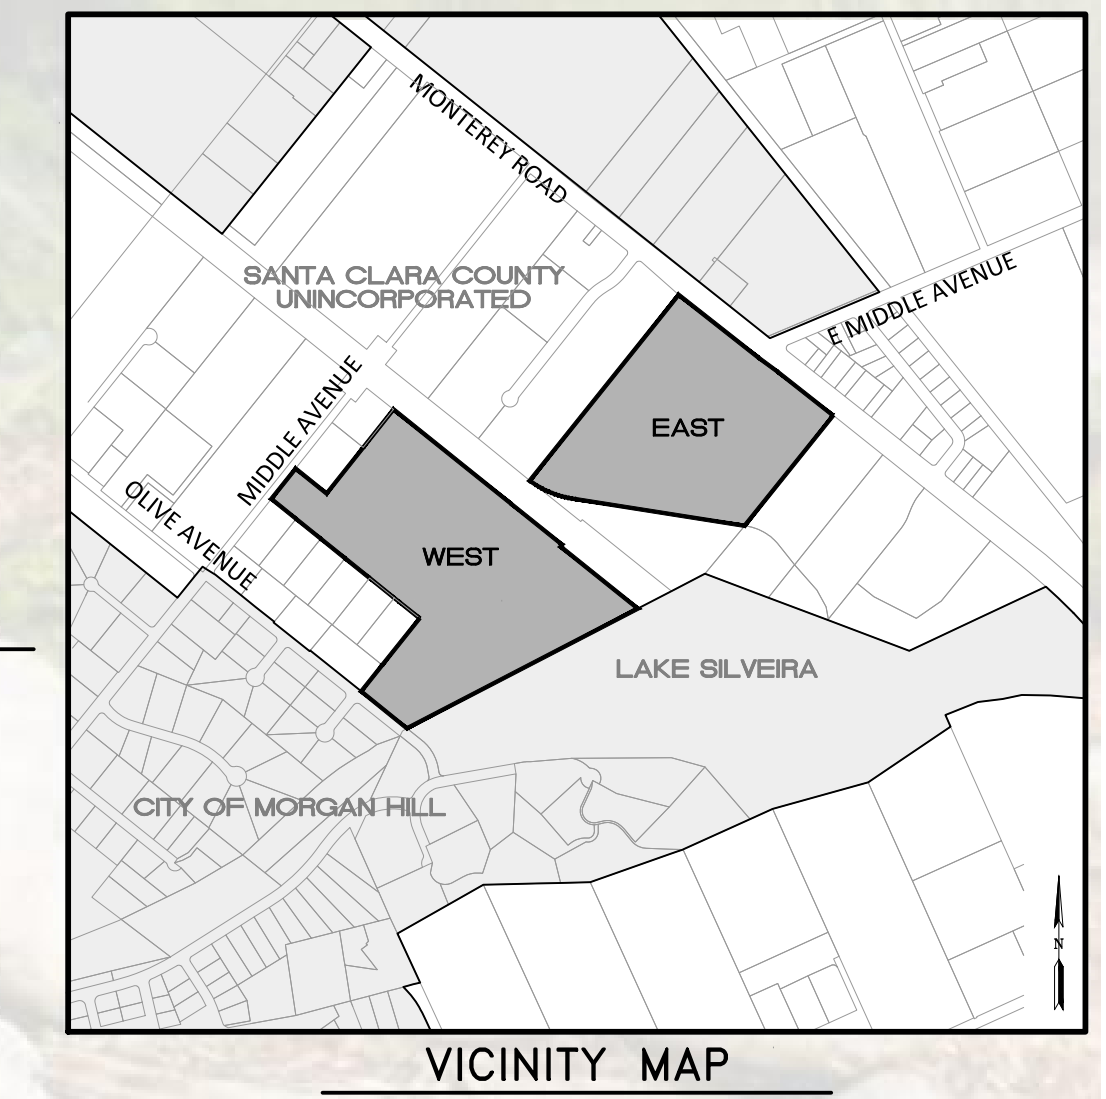 MONTEREY ROAD
SANTA CLARA COUNTY
UNINCORPORATED
E MIDDLE AVENUE
MIDDLE AVENUE
EAST
OLIVE AVENUE
WEST
LAKE SILVEIRA
CITY OF MORGAN HILL
N
VICINITY MAP